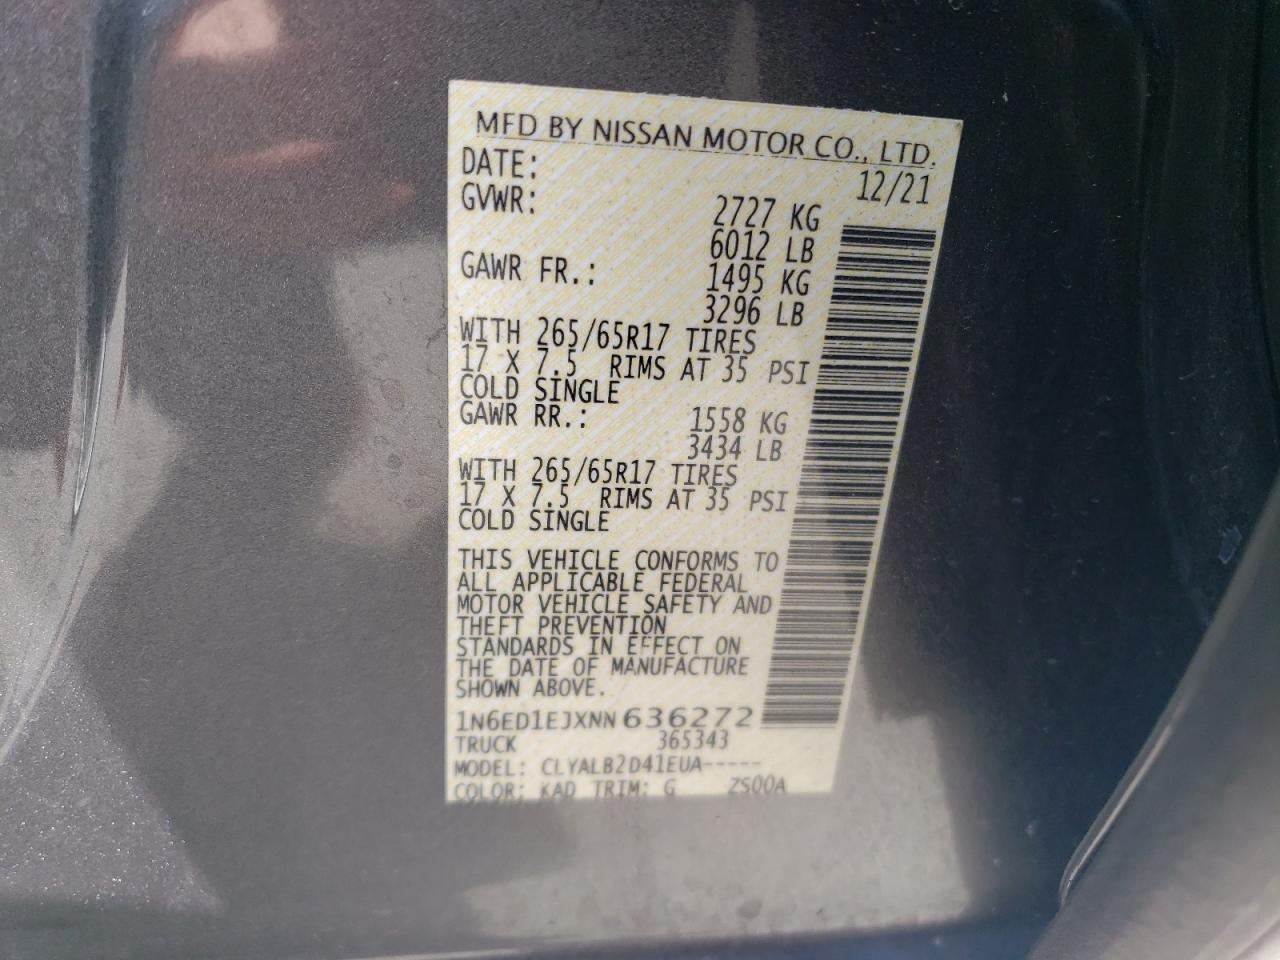 MFD BY NISSAN MOTOR CO., LTD.
DATE: 12/21
GVWR: 2727 KG
6012 LB
GAWR FR.: 1495 KG
3296 LB
WITH 265/65R17 TIRES
17 X 7.5 RIMS AT 35 PSI
COLD SINGLE
GAWR RR.: 1558 KG
3434 LB
WITH 265/65R17 TIRES
17 X 7.5 RIMS AT 35 PSI
COLD SINGLE
THIS VEHICLE CONFORMS TO
ALL APPLICABLE FEDERAL
MOTOR VEHICLE SAFETY AND
THEFT PREVENTION
STANDARDS IN EFFECT ON
THE DATE OF MANUFACTURE
SHOWN ABOVE.
1N6ED1EJXNN636272
TRUCK 365343
MODEL: CLYALB2D41EUA-----
COLOR: KAD TRIM: G ZS00A